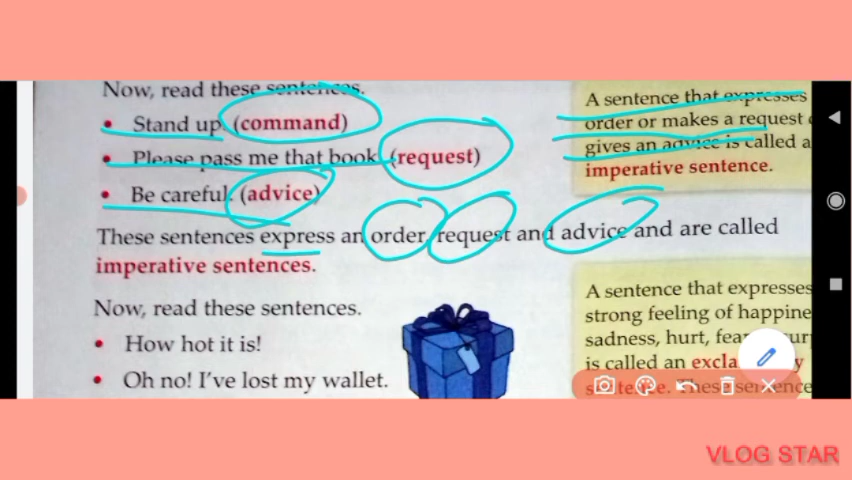 Now, read these sentences.
• Stand up. (command)
• Please pass me that book. (request)
• Be careful. (advice)
These sentences express an order, request and advice and are called
imperative sentences.
Now, read these sentences.
• How hot it is!
• Oh no! I've lost my wallet.
A sentence that expresses
order or makes a request
gives an advice is called a
imperative sentence.
A sentence that expresses
strong feeling of happine
sadness, hurt, fear,
is called an
These sentence
VLOG STAR